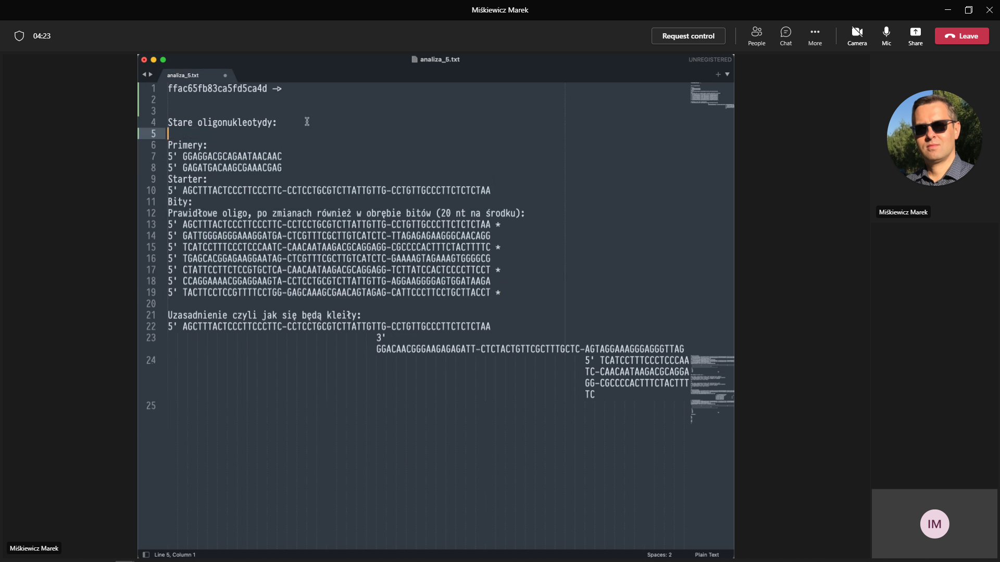 Miśkiewicz Marek
04:23
Request control
People
Chat
More
Camera
Mic
Share
Leave
analiza_5.txt
UNREGISTERED
analiza_5.txt
1 ffac65fb83ca5fd5ca4d ->
2
3
4 Stare oligonukleotydy:
5
6 Primery:
7 5' GGAGGACGCAGAATAACAAC
8 5' GAGATGACAAGCGAAACGAG
9 Starter:
10 5' AGCTTTACTCCCTTCCCTTC-CCTCCTGCGTCTTATTGTTG-CCTGTTGCCCTTCTCTCTAA
11 Bity:
12 Prawidłowe oligo, po zmianach również w obrębie bitów (20 nt na środku):
13 5' AGCTTTACTCCCTTCCCTTC-CCTCCTGCGTCTTATTGTTG-CCTGTTGCCCTTCTCTCTAA *
14 5' GATTGGGAGGGAAAGGATGA-CTCGTTTCGCTTGTCATCTC-TTAGAGAGAAGGGCAACAGG
15 5' TCATCCTTTCCCTCCCAATC-CAACAATAAGACGCAGGAGG-CGCCCCACTTTCTACTTTTC *
16 5' TGAGCACGGAGAAGGAATAG-CTCGTTTCGCTTGTCATCTC-GAAAAGTAGAAAGTGGGGCG
17 5' CTATTCCTTCTCCGTGCTCA-CAACAATAAGACGCAGGAGG-TCTTATCCACTCCCCTTCCT *
18 5' CCAGGAAAACGGAGGAAGTA-CCTCCTGCGTCTTATTGTTG-AGGAAGGGGAGTGGATAAGA
19 5' TACTTCCTCCGTTTTCCTGG-GAGCAAAGCGAACAGTAGAG-CATTCCCTTCCTGCTTACCT *
20
21 Uzasadnienie czyli jak się będą kleiły:
22 5' AGCTTTACTCCCTTCCCTTC-CCTCCTGCGTCTTATTGTTG-CCTGTTGCCCTTCTCTCTAA
23 3'
GGACAACGGGAAGAGAGATT-CTCTACTGTTCGCTTTGCTC-AGTAGGAAAGGGAGGGTTAG
24 5' TCATCCTTTCCCTCCCAA
TC-CAACAATAAGACGCAGGA
GG-CGCCCCACTTTCTACTTT
TC
25
Line 5, Column 1
Spaces: 2
Plain Text
Miśkiewicz Marek
Miśkiewicz Marek
IM